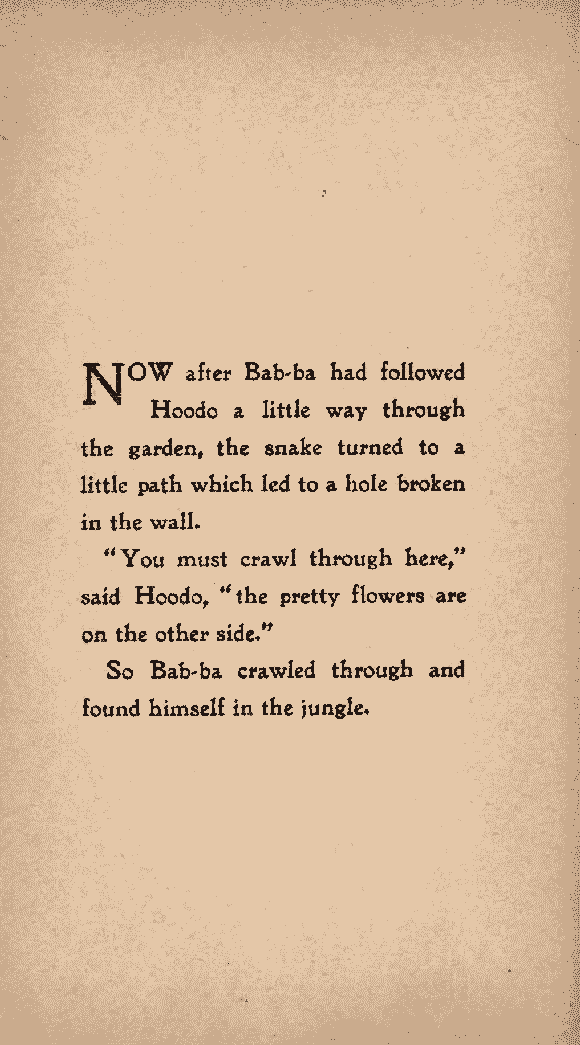 NOW after Bab-ba had followed
Hoodo a little way through
the garden, the snake turned to a
little path which led to a hole broken
in the wall.
"You must crawl through here,"
said Hoodo, "the pretty flowers are
on the other side."
So Bab-ba crawled through and
found himself in the jungle.